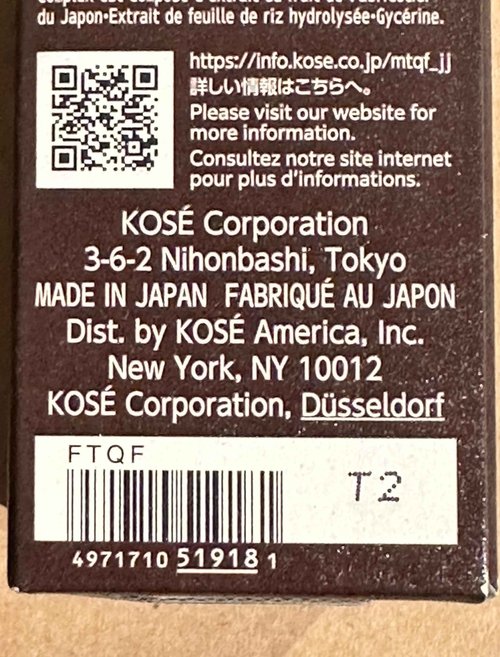 du Japon•Extrait de feuille de riz hydrolysée•Gycérine.
https://info.kose.co.jp/mtqf_jj
詳しい情報はこちらへ。
Please visit our website for
more information.
Consultez notre site internet
pour plus d'informations.
KOSÉ Corporation
3-6-2 Nihonbashi, Tokyo
MADE IN JAPAN FABRIQUÉ AU JAPON
Dist. by KOSÉ America, Inc.
New York, NY 10012
KOSÉ Corporation, Düsseldorf
FTQF
T2
4971710 51918 1